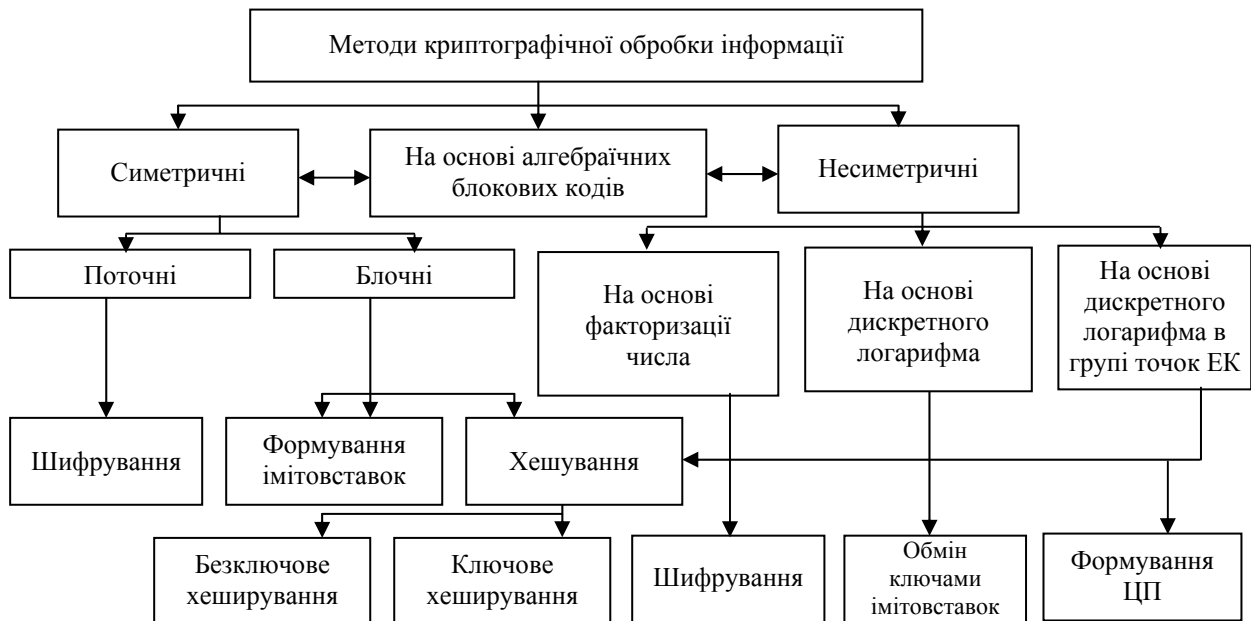 Методи криптографічної обробки інформації
Симетричні
На основі алгебраїчних
блокових кодів
Несиметричні
Поточні
Блочні
На основі
факторизації
числа
На основі
дискретного
логарифма
На основі
дискретного
логарифма в
групі точок ЕК
Шифрування
Формування
імітовставок
Хешування
Безключове
хеширування
Ключове
хеширування
Шифрування
Обмін
ключами
імітовставок
Формування
ЦП